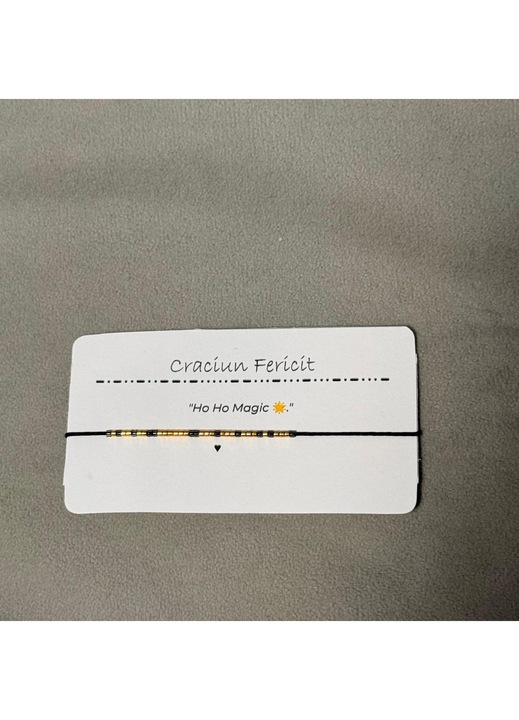 Craciun Fericit
"Ho Ho Magic ☀️."
♥